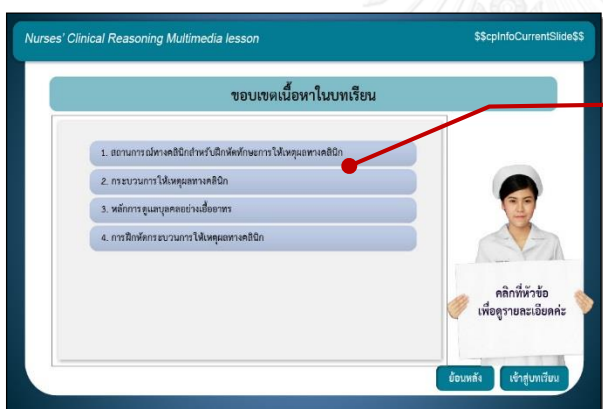 Nurses' Clinical Reasoning Multimedia lesson
$$cpInfoCurrentSlide$$
ขอบเขตเนื้อหาในบทเรียน
1. สถานการณ์ทางคลินิกสำหรับฝึกหัดทักษะการให้เหตุผลทางคลินิก
2. กระบวนการให้เหตุผลทางคลินิก
3. หลักการดูแลบุคคลอย่างเอื้ออาทร
4. การฝึกหัดกระบวนการให้เหตุผลทางคลินิก
คลิกที่หัวข้อ
เพื่อดูรายละเอียดค่ะ
ย้อนหลัง
เข้าสู่บทเรียน